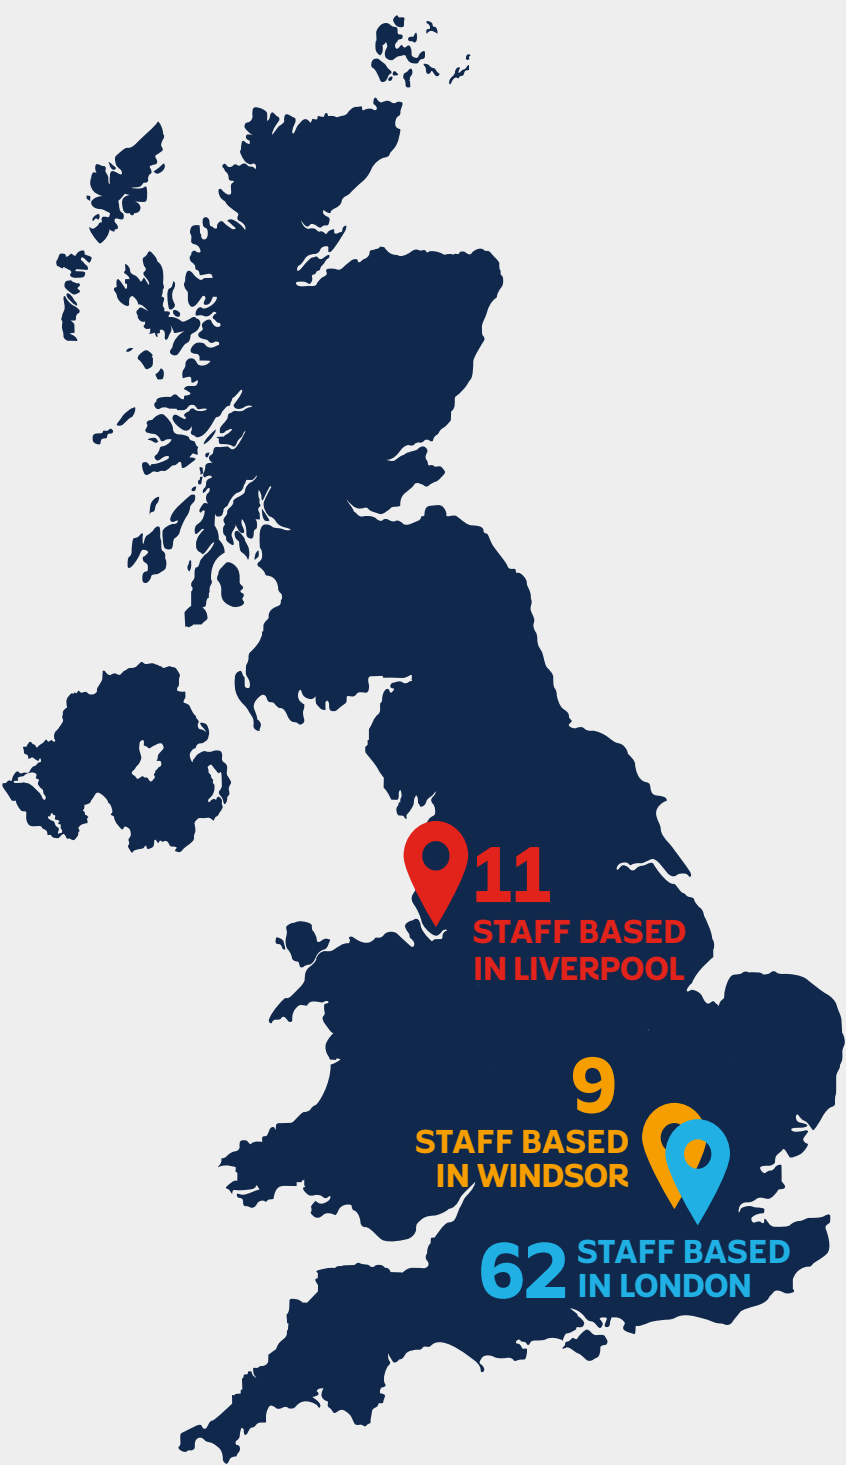 11
STAFF BASED
IN LIVERPOOL
9
STAFF BASED
IN WINDSOR
62
STAFF BASED
IN LONDON